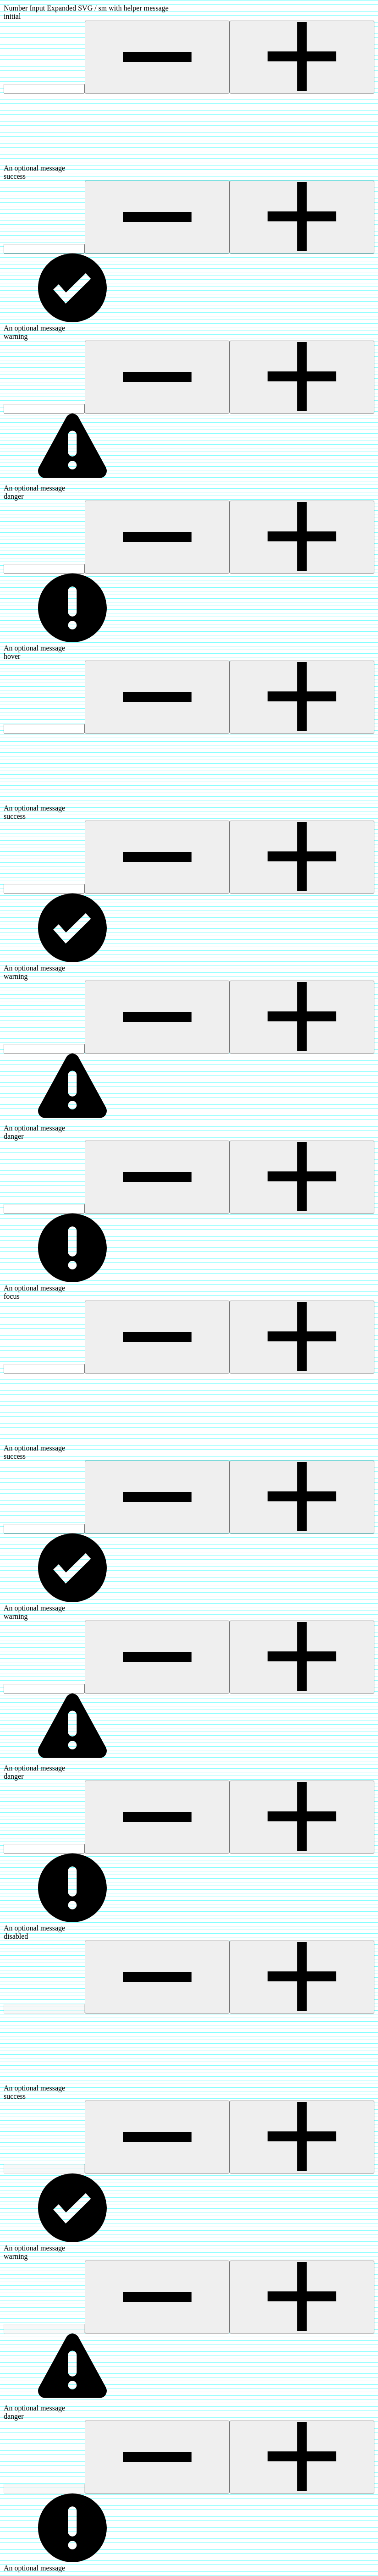 Number Input Expanded SVG / sm with helper message
initial
An optional message
success
An optional message
warning
An optional message
danger
An optional message
hover
An optional message
success
An optional message
warning
An optional message
danger
An optional message
focus
An optional message
success
An optional message
warning
An optional message
danger
An optional message
disabled
An optional message
success
An optional message
warning
An optional message
danger
An optional message